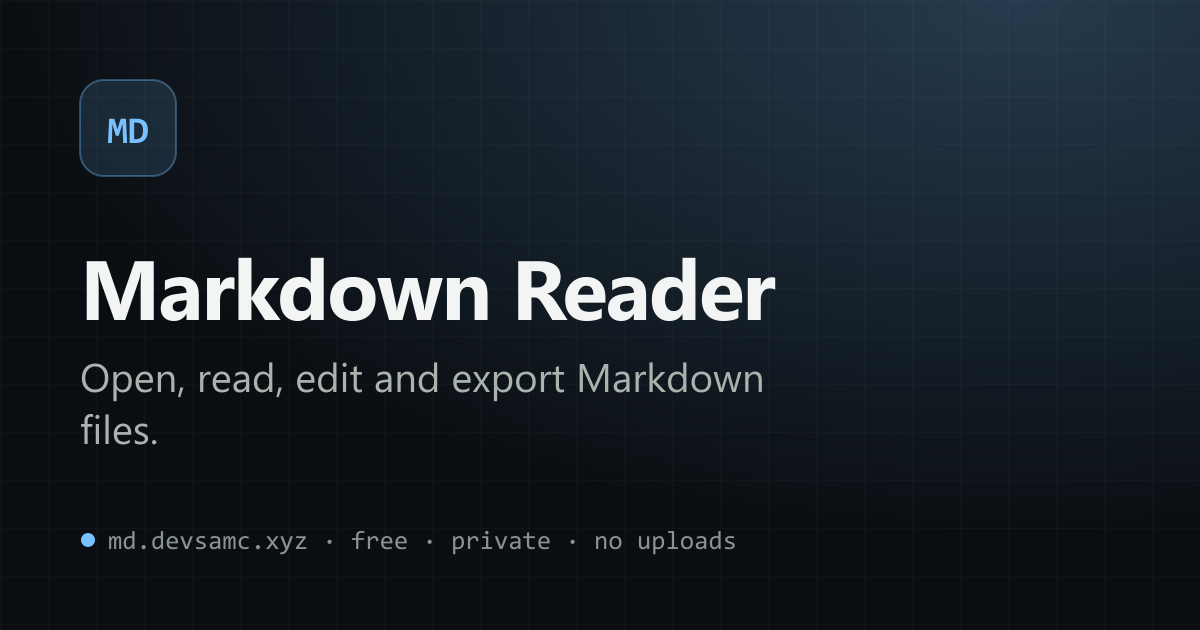 MD
Markdown Reader
Open, read, edit and export Markdown
files.
md.devsamc.xyz · free · private · no uploads